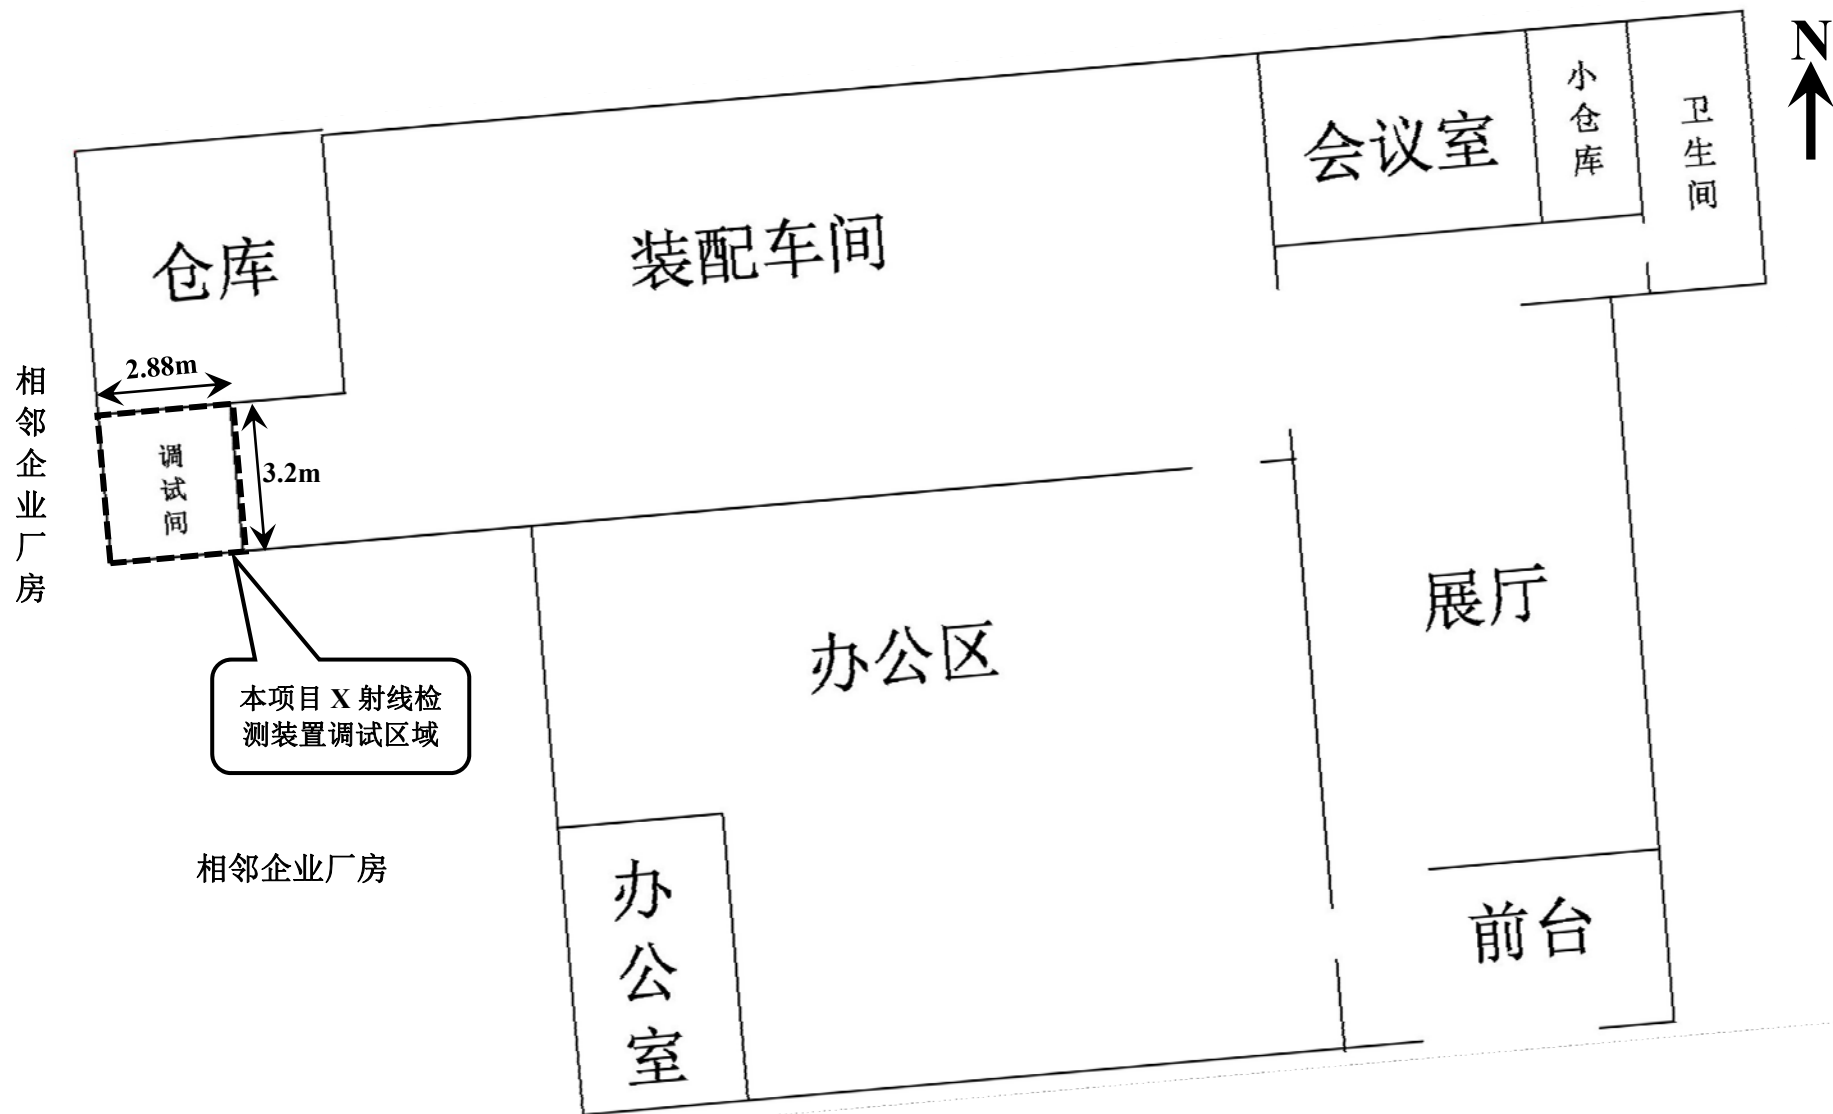 N
小仓库
卫生间
会议室
装配车间
仓库
2.88m
相邻企业厂房
调试间
3.2m
展厅
办公区
本项目 X 射线检
测装置调试区域
相邻企业厂房
办公室
前台